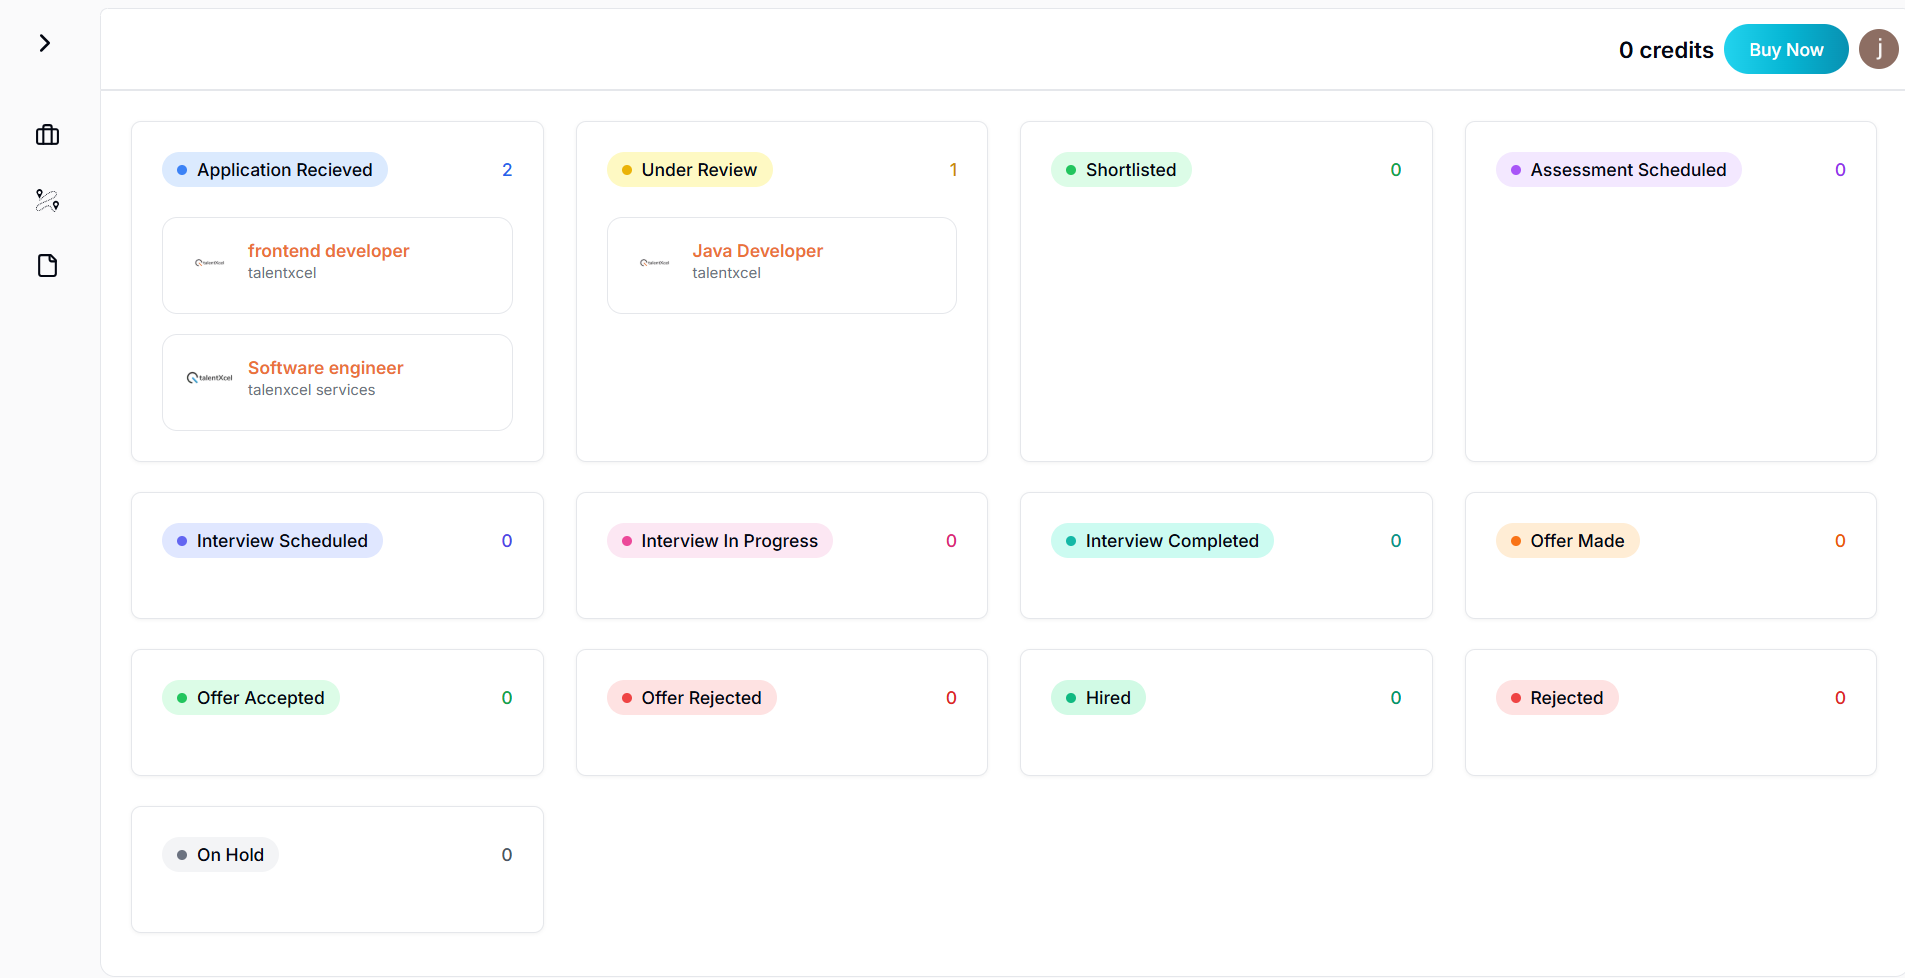 0 credits
Buy Now
j
Application Recieved 2
Under Review 1
Shortlisted 0
Assessment Scheduled 0
talentXcel
frontend developer
talentxcel
talentXcel
Java Developer
talentxcel
talentXcel
Software engineer
talenxcel services
Interview Scheduled 0
Interview In Progress 0
Interview Completed 0
Offer Made 0
Offer Accepted 0
Offer Rejected 0
Hired 0
Rejected 0
On Hold 0